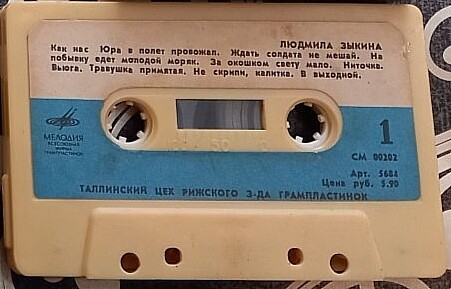 ЛЮДМИЛА ЗЫКИНА
Как нас Юра в полет провожал. Ждать солдата не мешай. На
побывку едет молодой моряк. За окошком свету мало. Ниточка.
Вьюга. Травушка примятая. Не скрипи, калитка. В выходной.
МЕЛОДИЯ
ВСЕСОЮЗНАЯ
ФИРМА
ГРАМПЛАСТИНОК
1
СМ 00202
Арт. 5684
Цена руб. 5.90
ТАЛЛИНСКИЙ ЦЕХ РИЖСКОГО З-ДА ГРАМПЛАСТИНОК